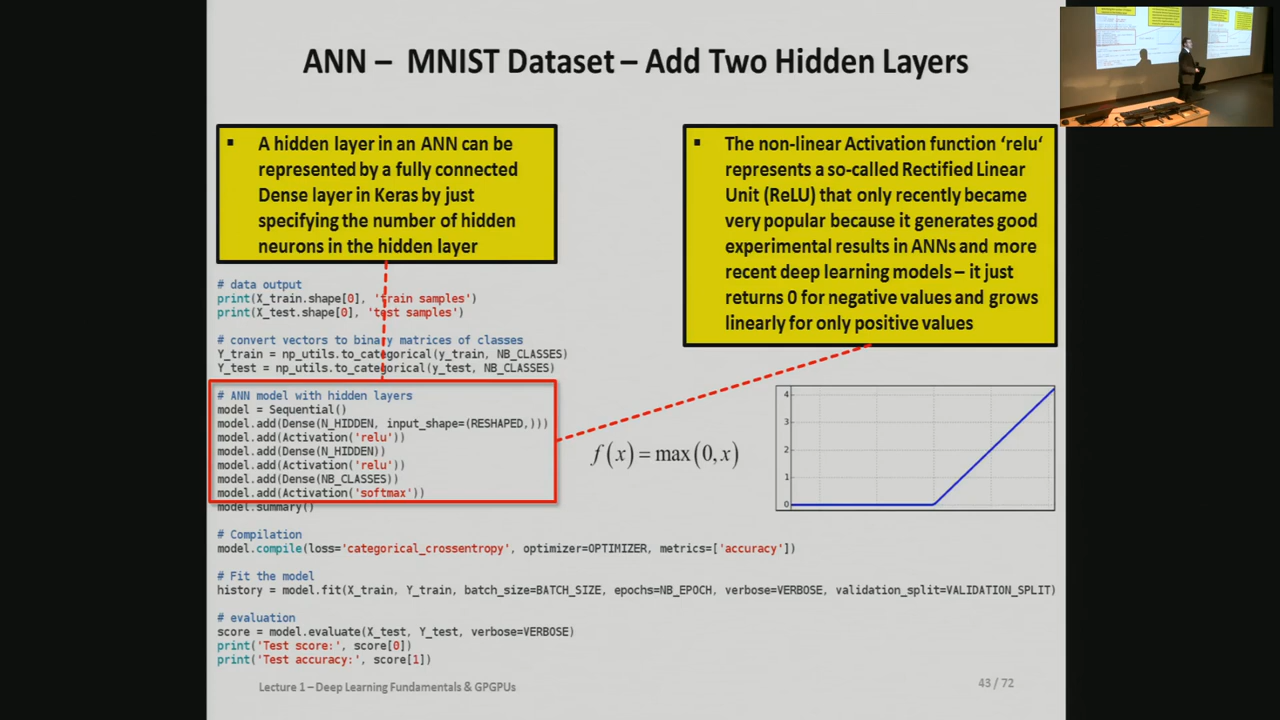 ANN – MNIST Dataset – Add Two Hidden Layers
▪ A hidden layer in an ANN can be
represented by a fully connected
Dense layer in Keras by just
specifying the number of hidden
neurons in the hidden layer
▪ The non-linear Activation function ‘relu‘
represents a so-called Rectified Linear
Unit (ReLU) that only recently became
very popular because it generates good
experimental results in ANNs and more
recent deep learning models – it just
returns 0 for negative values and grows
linearly for only positive values
# data output
print(X_train.shape[0], 'train samples')
print(X_test.shape[0], 'test samples')
# convert vectors to binary matrices of classes
Y_train = np_utils.to_categorical(y_train, NB_CLASSES)
Y_test = np_utils.to_categorical(y_test, NB_CLASSES)
# ANN model with hidden layers
model = Sequential()
model.add(Dense(N_HIDDEN, input_shape=(RESHAPED,)))
model.add(Activation('relu'))
model.add(Dense(N_HIDDEN))
model.add(Activation('relu'))
model.add(Dense(NB_CLASSES))
model.add(Activation('softmax'))
model.summary()
f(x) = max(0, x)
4
3
2
1
0
# Compilation
model.compile(loss='categorical_crossentropy', optimizer=OPTIMIZER, metrics=['accuracy'])
# Fit the model
history = model.fit(X_train, Y_train, batch_size=BATCH_SIZE, epochs=NB_EPOCH, verbose=VERBOSE, validation_split=VALIDATION_SPLIT)
# evaluation
score = model.evaluate(X_test, Y_test, verbose=VERBOSE)
print('Test score:', score[0])
print('Test accuracy:', score[1])
Lecture 1 – Deep Learning Fundamentals & GPGPUs
43 / 72